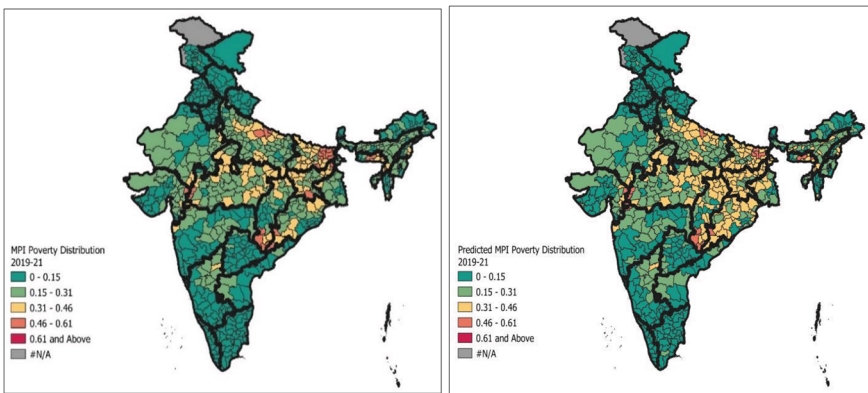 MPI Poverty Distribution
2019-21
0 - 0.15
0.15 - 0.31
0.31 - 0.46
0.46 - 0.61
0.61 and Above
#N/A
Predicted MPI Poverty Distribution
2019-21
0 - 0.15
0.15 - 0.31
0.31 - 0.46
0.46 - 0.61
0.61 and Above
#N/A